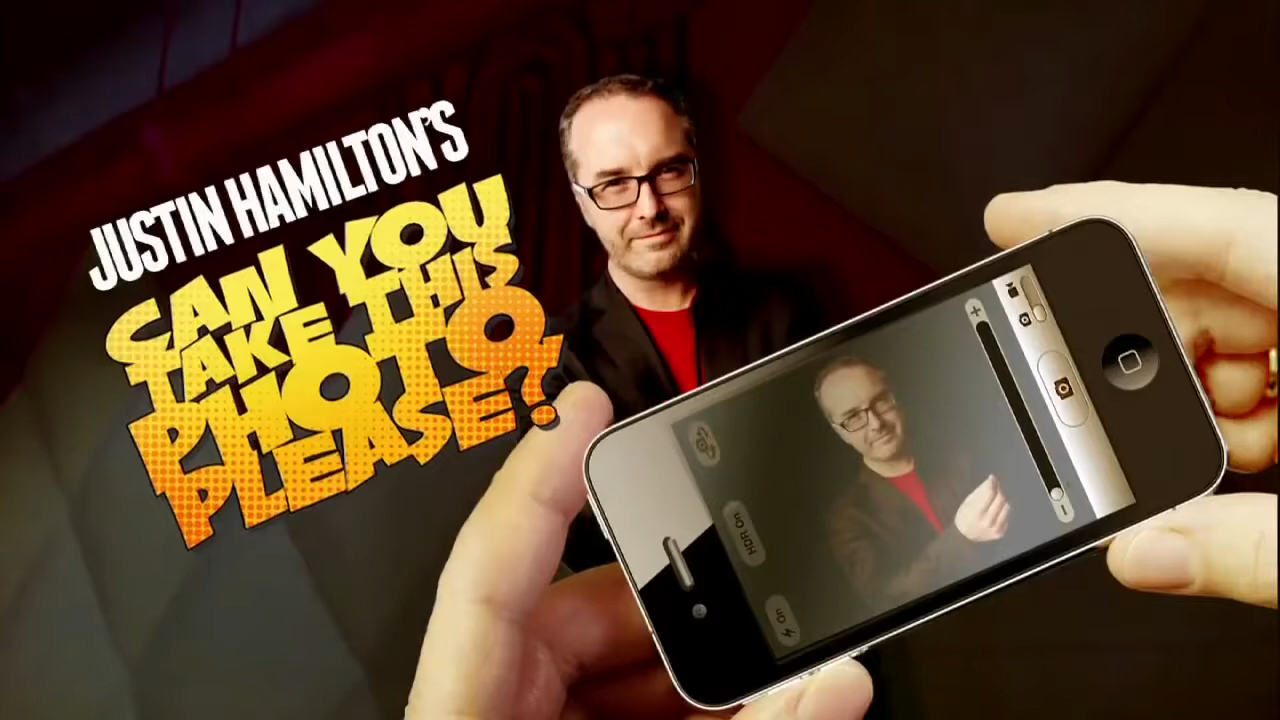 JUSTIN HAMILTON'S
CAN YOU
TAKE THIS
PHOTO
PLEASE?
HDR On
On